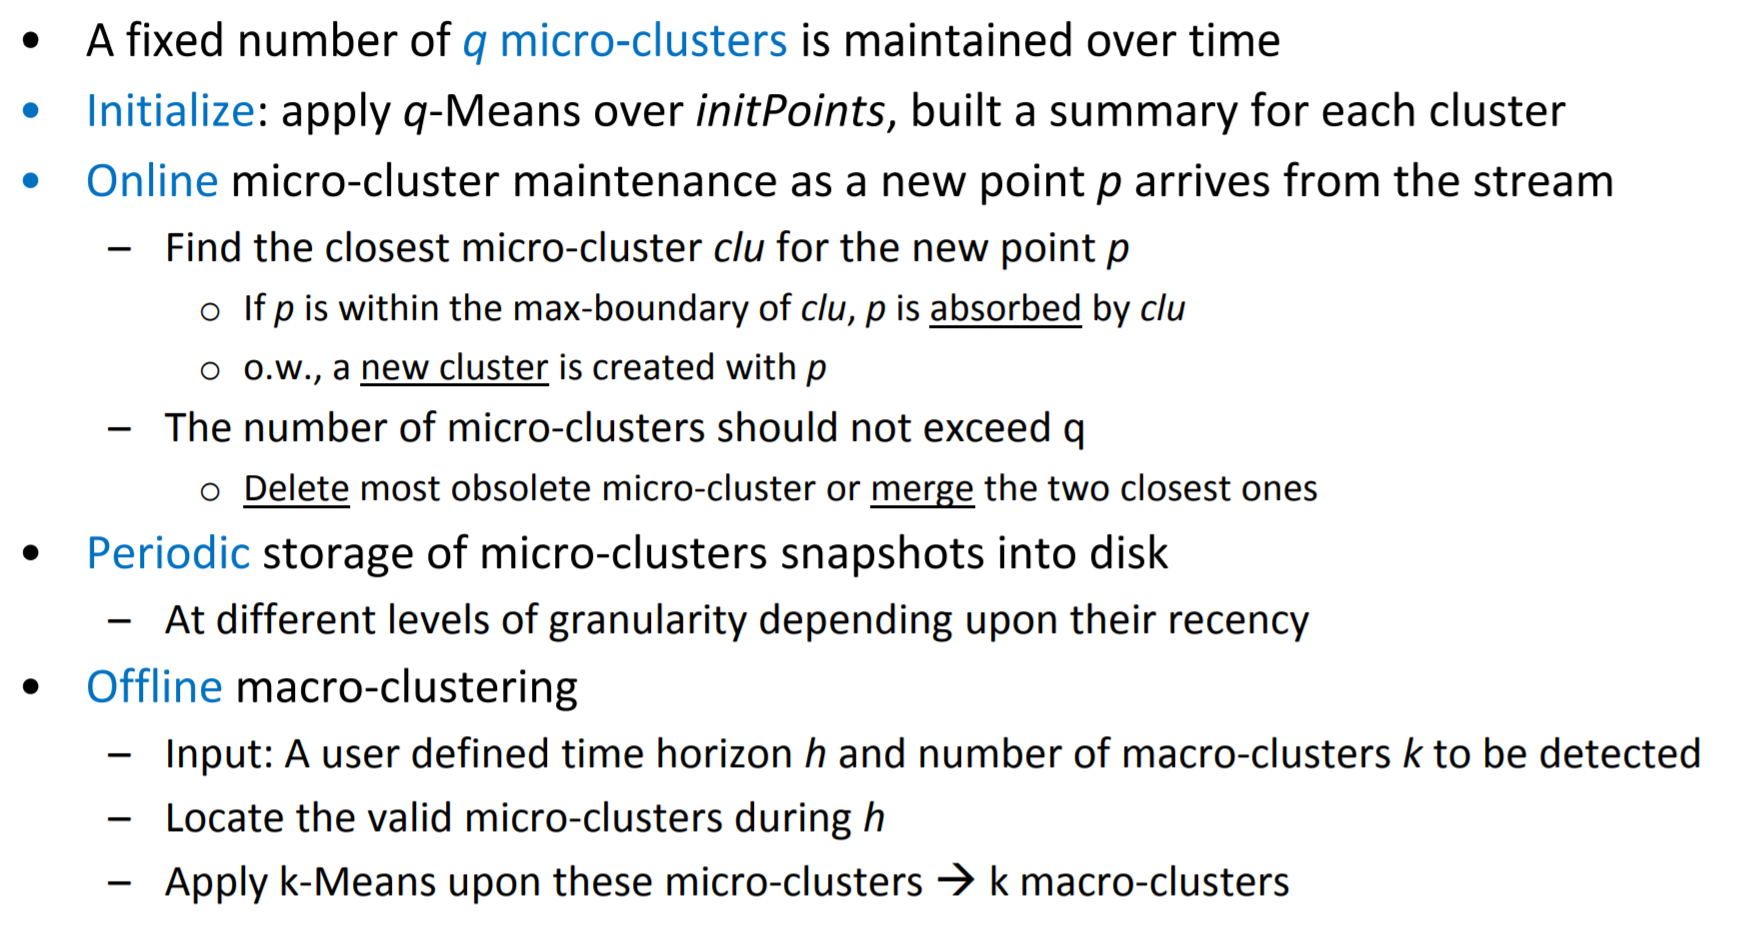 • A fixed number of q micro-clusters is maintained over time
• Initialize: apply q-Means over initPoints, built a summary for each cluster
• Online micro-cluster maintenance as a new point p arrives from the stream
– Find the closest micro-cluster clu for the new point p
o If p is within the max-boundary of clu, p is absorbed by clu
o o.w., a new cluster is created with p
– The number of micro-clusters should not exceed q
o Delete most obsolete micro-cluster or merge the two closest ones
• Periodic storage of micro-clusters snapshots into disk
– At different levels of granularity depending upon their recency
• Offline macro-clustering
– Input: A user defined time horizon h and number of macro-clusters k to be detected
– Locate the valid micro-clusters during h
– Apply k-Means upon these micro-clusters → k macro-clusters